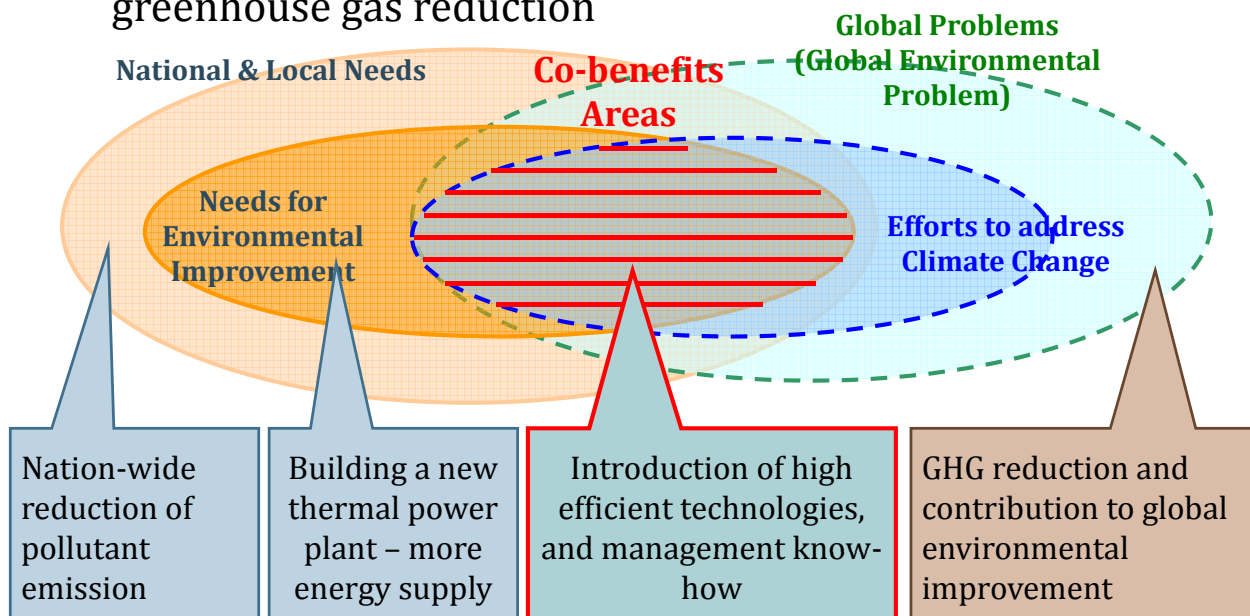 greenhouse gas reduction
Global Problems
(Global Environmental
Problem)
National & Local Needs
Co-benefits
Areas
Needs for
Environmental
Improvement
Efforts to address
Climate Change
Nation-wide
reduction of
pollutant
emission
Building a new
thermal power
plant – more
energy supply
Introduction of high
efficient technologies,
and management know-
how
GHG reduction and
contribution to global
environmental
improvement